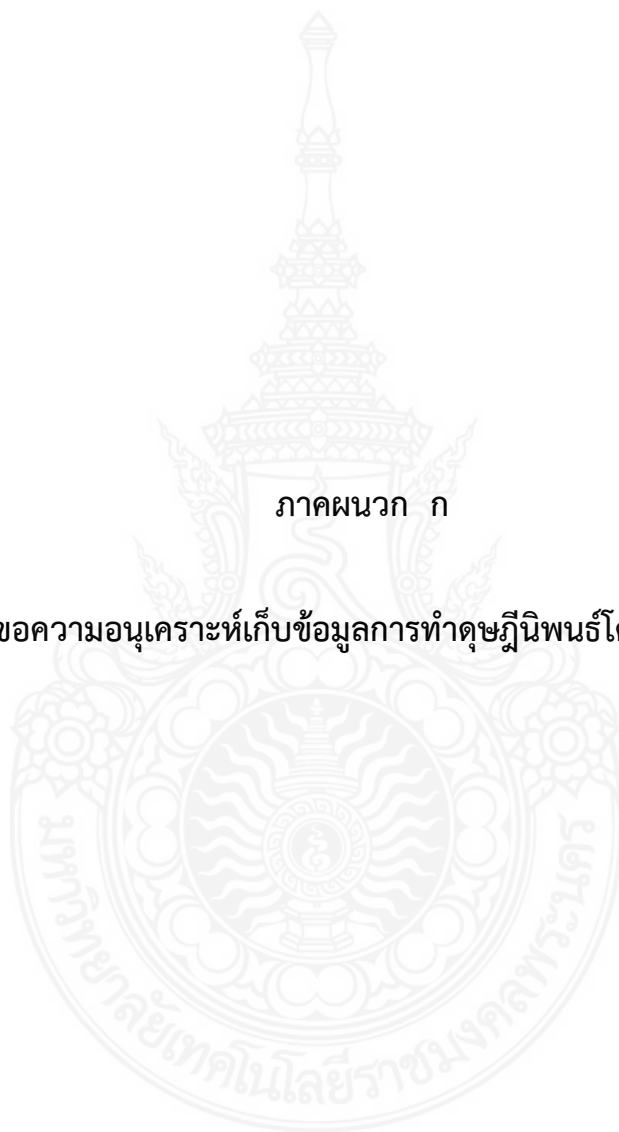 ภาคผนวก ก
ขอความอนุเคราะห์เก็บข้อมูลการทำดุษฎีนิพนธ์โด
มหาวิทยาลัยเทคโนโลยีราชมงคลพระนคร